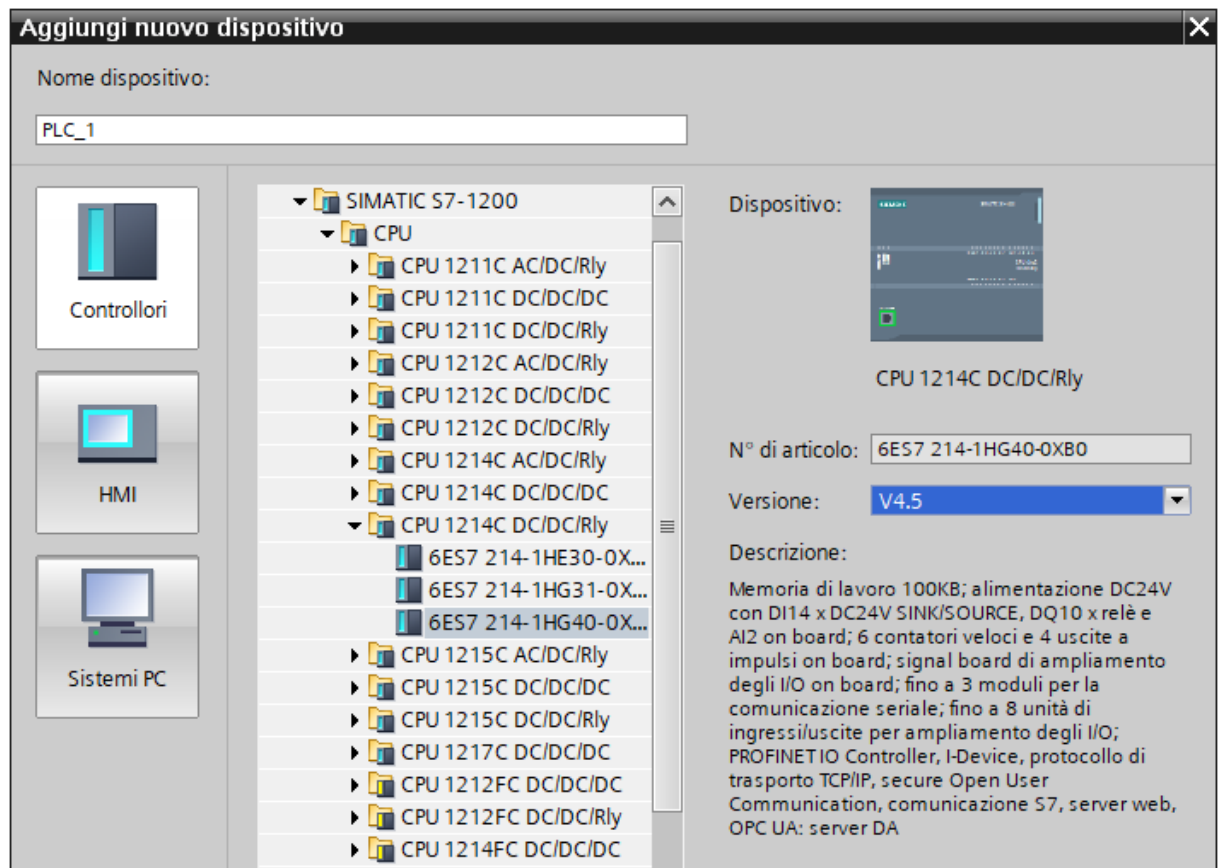 Aggiungi nuovo dispositivo
Nome dispositivo:
PLC_1
Controllori
HMI
Sistemi PC
SIMATIC S7-1200
CPU
CPU 1211C AC/DC/Rly
CPU 1211C DC/DC/DC
CPU 1211C DC/DC/Rly
CPU 1212C AC/DC/Rly
CPU 1212C DC/DC/DC
CPU 1212C DC/DC/Rly
CPU 1214C AC/DC/Rly
CPU 1214C DC/DC/DC
CPU 1214C DC/DC/Rly
6ES7 214-1HE30-0X...
6ES7 214-1HG31-0X...
6ES7 214-1HG40-0X...
CPU 1215C AC/DC/Rly
CPU 1215C DC/DC/DC
CPU 1215C DC/DC/Rly
CPU 1217C DC/DC/DC
CPU 1212FC DC/DC/DC
CPU 1212FC DC/DC/Rly
CPU 1214FC DC/DC/DC
Dispositivo:
SIEMENS
CPU 1214C DC/DC/Rly
N° di articolo: 6ES7 214-1HG40-0XB0
Versione: V4.5
Descrizione:
Memoria di lavoro 100KB; alimentazione DC24V
con DI14 x DC24V SINK/SOURCE, DQ10 x relè e
AI2 on board; 6 contatori veloci e 4 uscite a
impulsi on board; signal board di ampliamento
degli I/O on board; fino a 3 moduli per la
comunicazione seriale; fino a 8 unità di
ingressi/uscite per ampliamento degli I/O;
PROFINET IO Controller, I-Device, protocollo di
trasporto TCP/IP, secure Open User
Communication, comunicazione S7, server web,
OPC UA: server DA